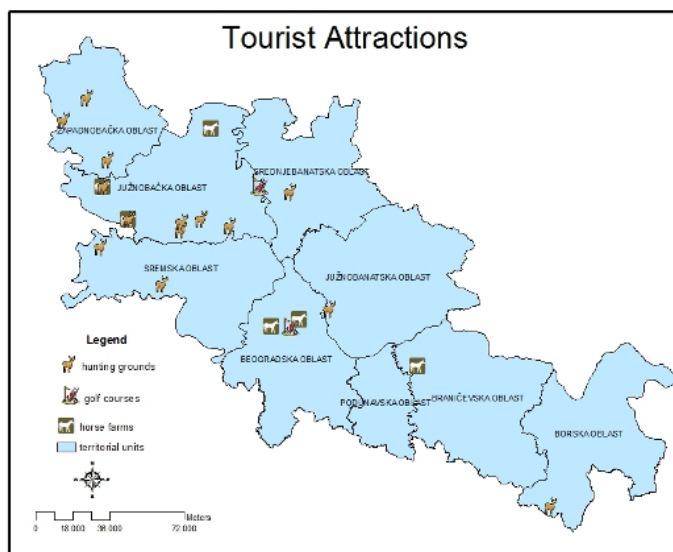 Tourist Attractions
ZAPADNOBAČKA OBLAST
JUŽNOBAČKA OBLAST
SREDNJEBANATSKA OBLAST
SREMSKA OBLAST
JUŽNOBANATSKA OBLAST
BEOGRADSKA OBLAST
PODUNAVSKA OBLAST
BRANIČEVSKA OBLAST
BORSKA OBLAST
Legend
hunting grounds
golf courses
horse farms
territorial units
Meters
0 18.000 36.000 72.000